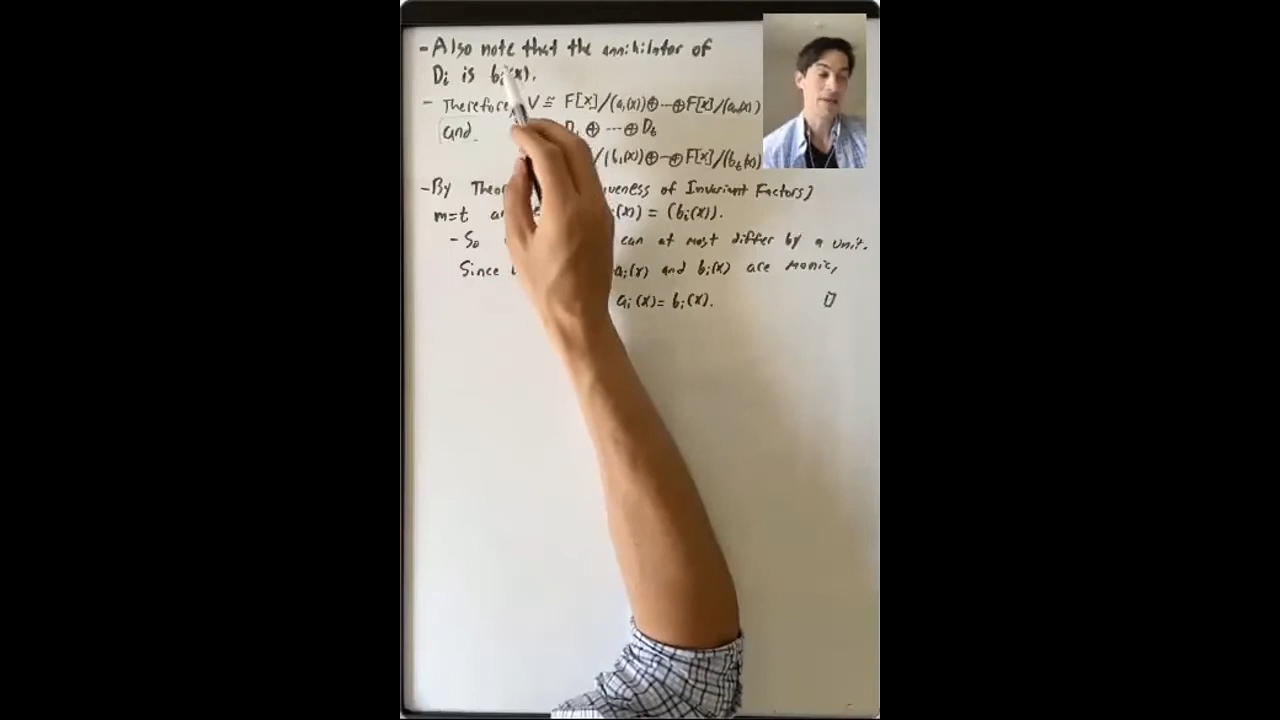 - Also note that the annihilator of
Di is bi(x).
- Therefore, V ≅ F[x]/(a1(x))⊕---⊕F[x]/(am(x))
and D1 ⊕ ---⊕ Dt
/(b1(x))⊕--⊕F[x]/(bt(x))
-By Theo ueness of Invariant Factors)
m=t a i(x)) = (bi(x)).
- So can at most differ by a unit.
Since ai(x) and bi(x) are monic,
ai(x)= bi(x). □